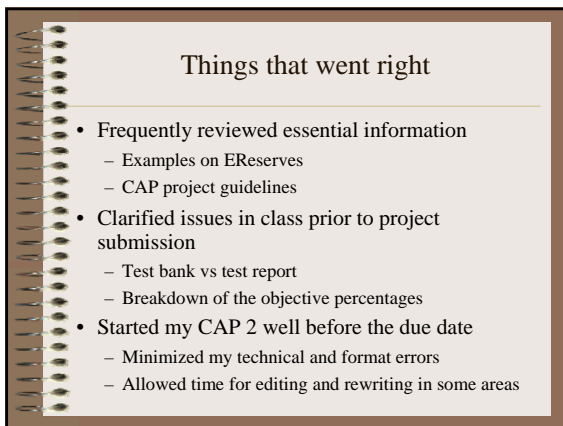 Things that went right
• Frequently reviewed essential information
– Examples on EReserves
– CAP project guidelines
• Clarified issues in class prior to project
submission
– Test bank vs test report
– Breakdown of the objective percentages
• Started my CAP 2 well before the due date
– Minimized my technical and format errors
– Allowed time for editing and rewriting in some areas